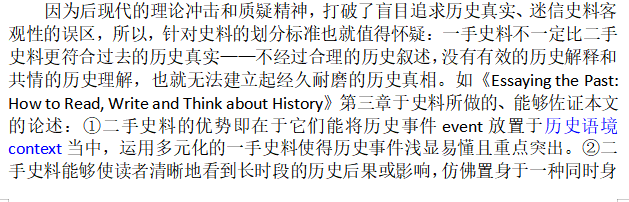 因为后现代的理论冲击和质疑精神，打破了盲目追求历史真实、迷信史料客
观性的误区，所以，针对史料的划分标准也就值得怀疑：一手史料不一定比二手
史料更符合过去的历史真实——不经过合理的历史叙述，没有有效的历史解释和
共情的历史理解，也就无法建立起经久耐磨的历史真相。如《Essaying the Past:
How to Read, Write and Think about History》第三章于史料所做的、能够佐证本文
的论述：①二手史料的优势即在于它们能将历史事件 event 放置于历史语境
context 当中，运用多元化的一手史料使得历史事件浅显易懂且重点突出。②二
手史料能够使读者清晰地看到长时段的历史后果或影响，仿佛置身于一种同时身